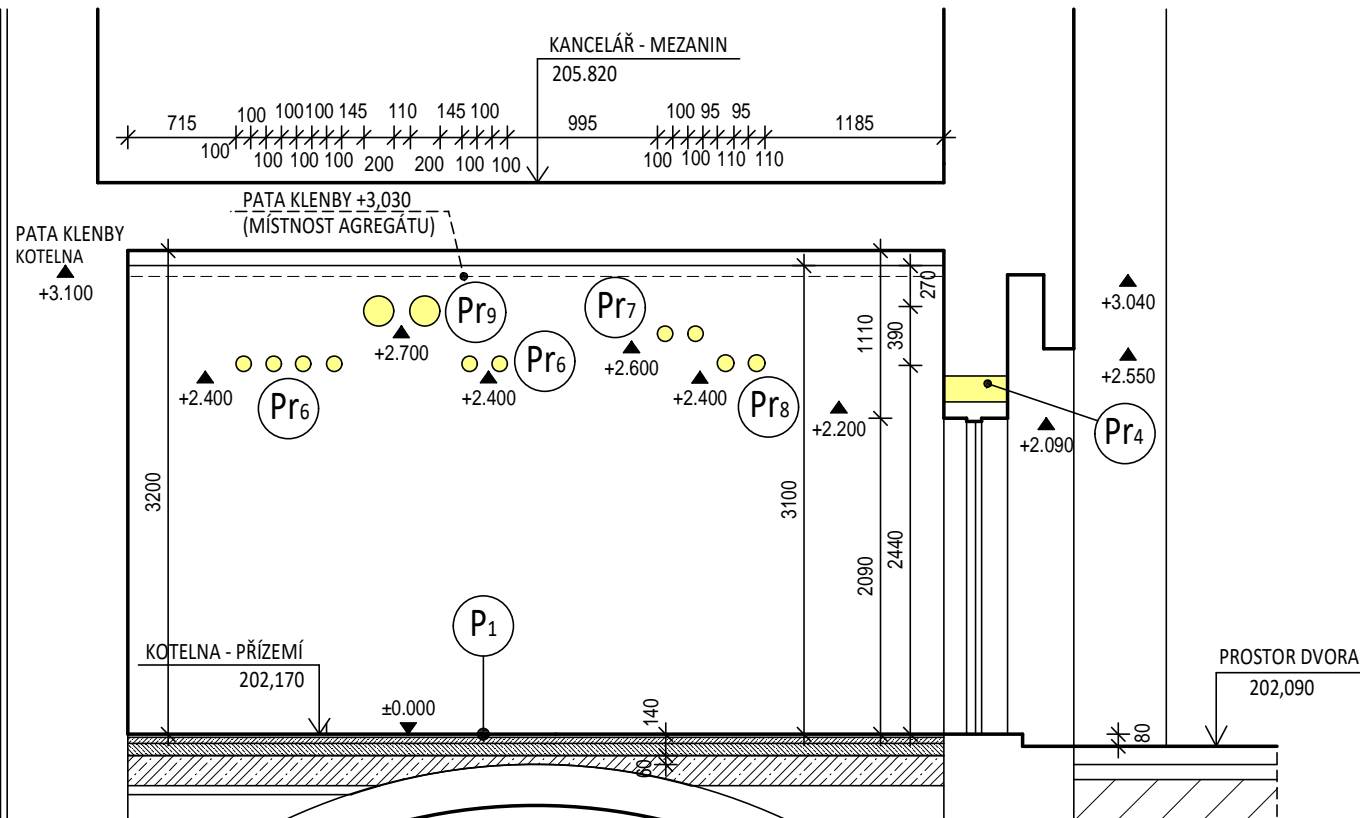 KANCELÁŘ - MEZANIN
205.820
715 100 100 100 145 110 145 100 995 100 95 95 1185
100 100 100 100 200 200 100 100 100 100 110 110
PATA KLENBY +3,030
(MÍSTNOST AGREGÁTU)
PATA KLENBY
KOTELNA
+3.100
270
+3.040
Pr9
Pr7
1110
390
+2.700
+2.600
+2.550
Pr6
+2.400
Pr6
+2.400
+2.400
Pr8
+2.200
+2.090
Pr4
3200
3100
2440
2090
P1
KOTELNA - PŘÍZEMÍ
202,170
PROSTOR DVORA
202,090
±0.000
140
80
60